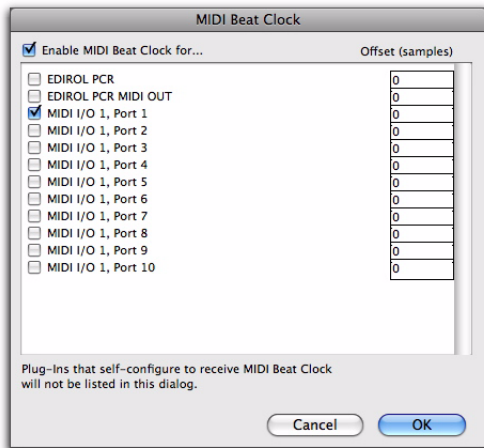 MIDI Beat Clock
Enable MIDI Beat Clock for... Offset (samples)
EDIROL PCR 0
EDIROL PCR MIDI OUT 0
MIDI I/O 1, Port 1 0
MIDI I/O 1, Port 2 0
MIDI I/O 1, Port 3 0
MIDI I/O 1, Port 4 0
MIDI I/O 1, Port 5 0
MIDI I/O 1, Port 6 0
MIDI I/O 1, Port 7 0
MIDI I/O 1, Port 8 0
MIDI I/O 1, Port 9 0
MIDI I/O 1, Port 10 0
Plug-Ins that self-configure to receive MIDI Beat Clock
will not be listed in this dialog.
Cancel OK